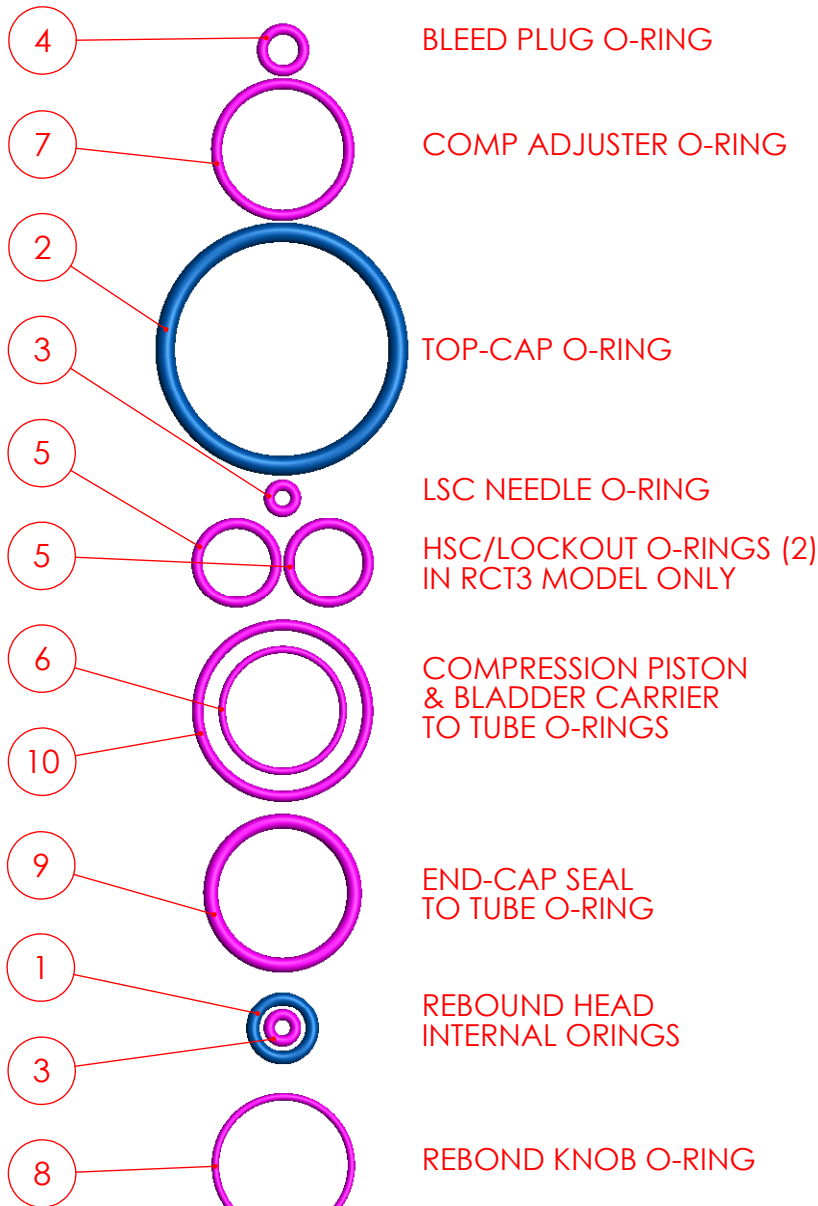 4
BLEED PLUG O-RING
7
COMP ADJUSTER O-RING
2
3
TOP-CAP O-RING
5
LSC NEEDLE O-RING
5
HSC/LOCKOUT O-RINGS (2)
IN RCT3 MODEL ONLY
6
COMPRESSION PISTON
& BLADDER CARRIER
TO TUBE O-RINGS
10
9
END-CAP SEAL
TO TUBE O-RING
1
REBOUND HEAD
INTERNAL ORINGS
3
8
REBOND KNOB O-RING